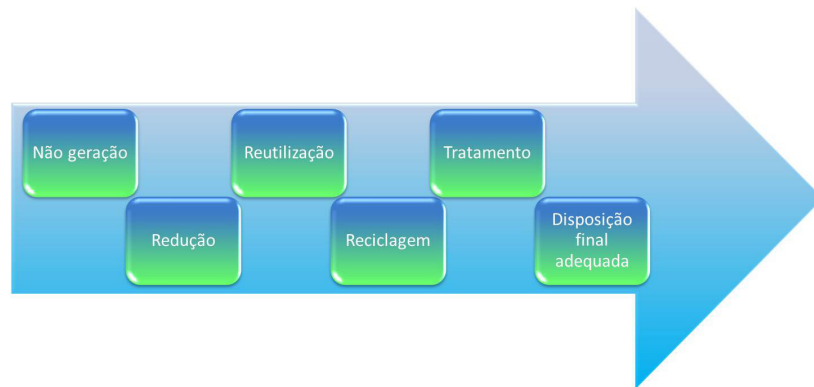 Não geração
Redução
Reutilização
Reciclagem
Tratamento
Disposição
final
adequada